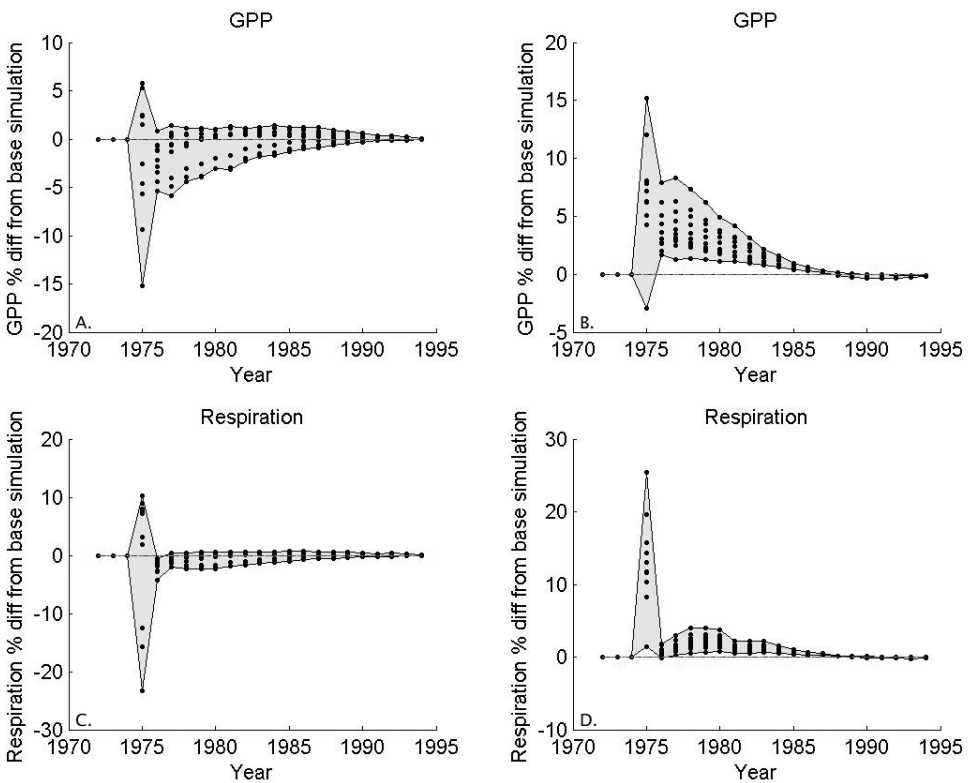 GPP
10
5
0
-5
-10
-15
-20
GPP % diff from base simulation
A.
1970 1975 1980 1985 1990 1995
Year
GPP
20
15
10
5
0
-5
GPP % diff from base simulation
B.
1970 1975 1980 1985 1990 1995
Year
Respiration
20
10
0
-10
-20
-30
Respiration % diff from base simulation
C.
1970 1975 1980 1985 1990 1995
Year
Respiration
30
20
10
0
-10
Respiration % diff from base simulation
D.
1970 1975 1980 1985 1990 1995
Year